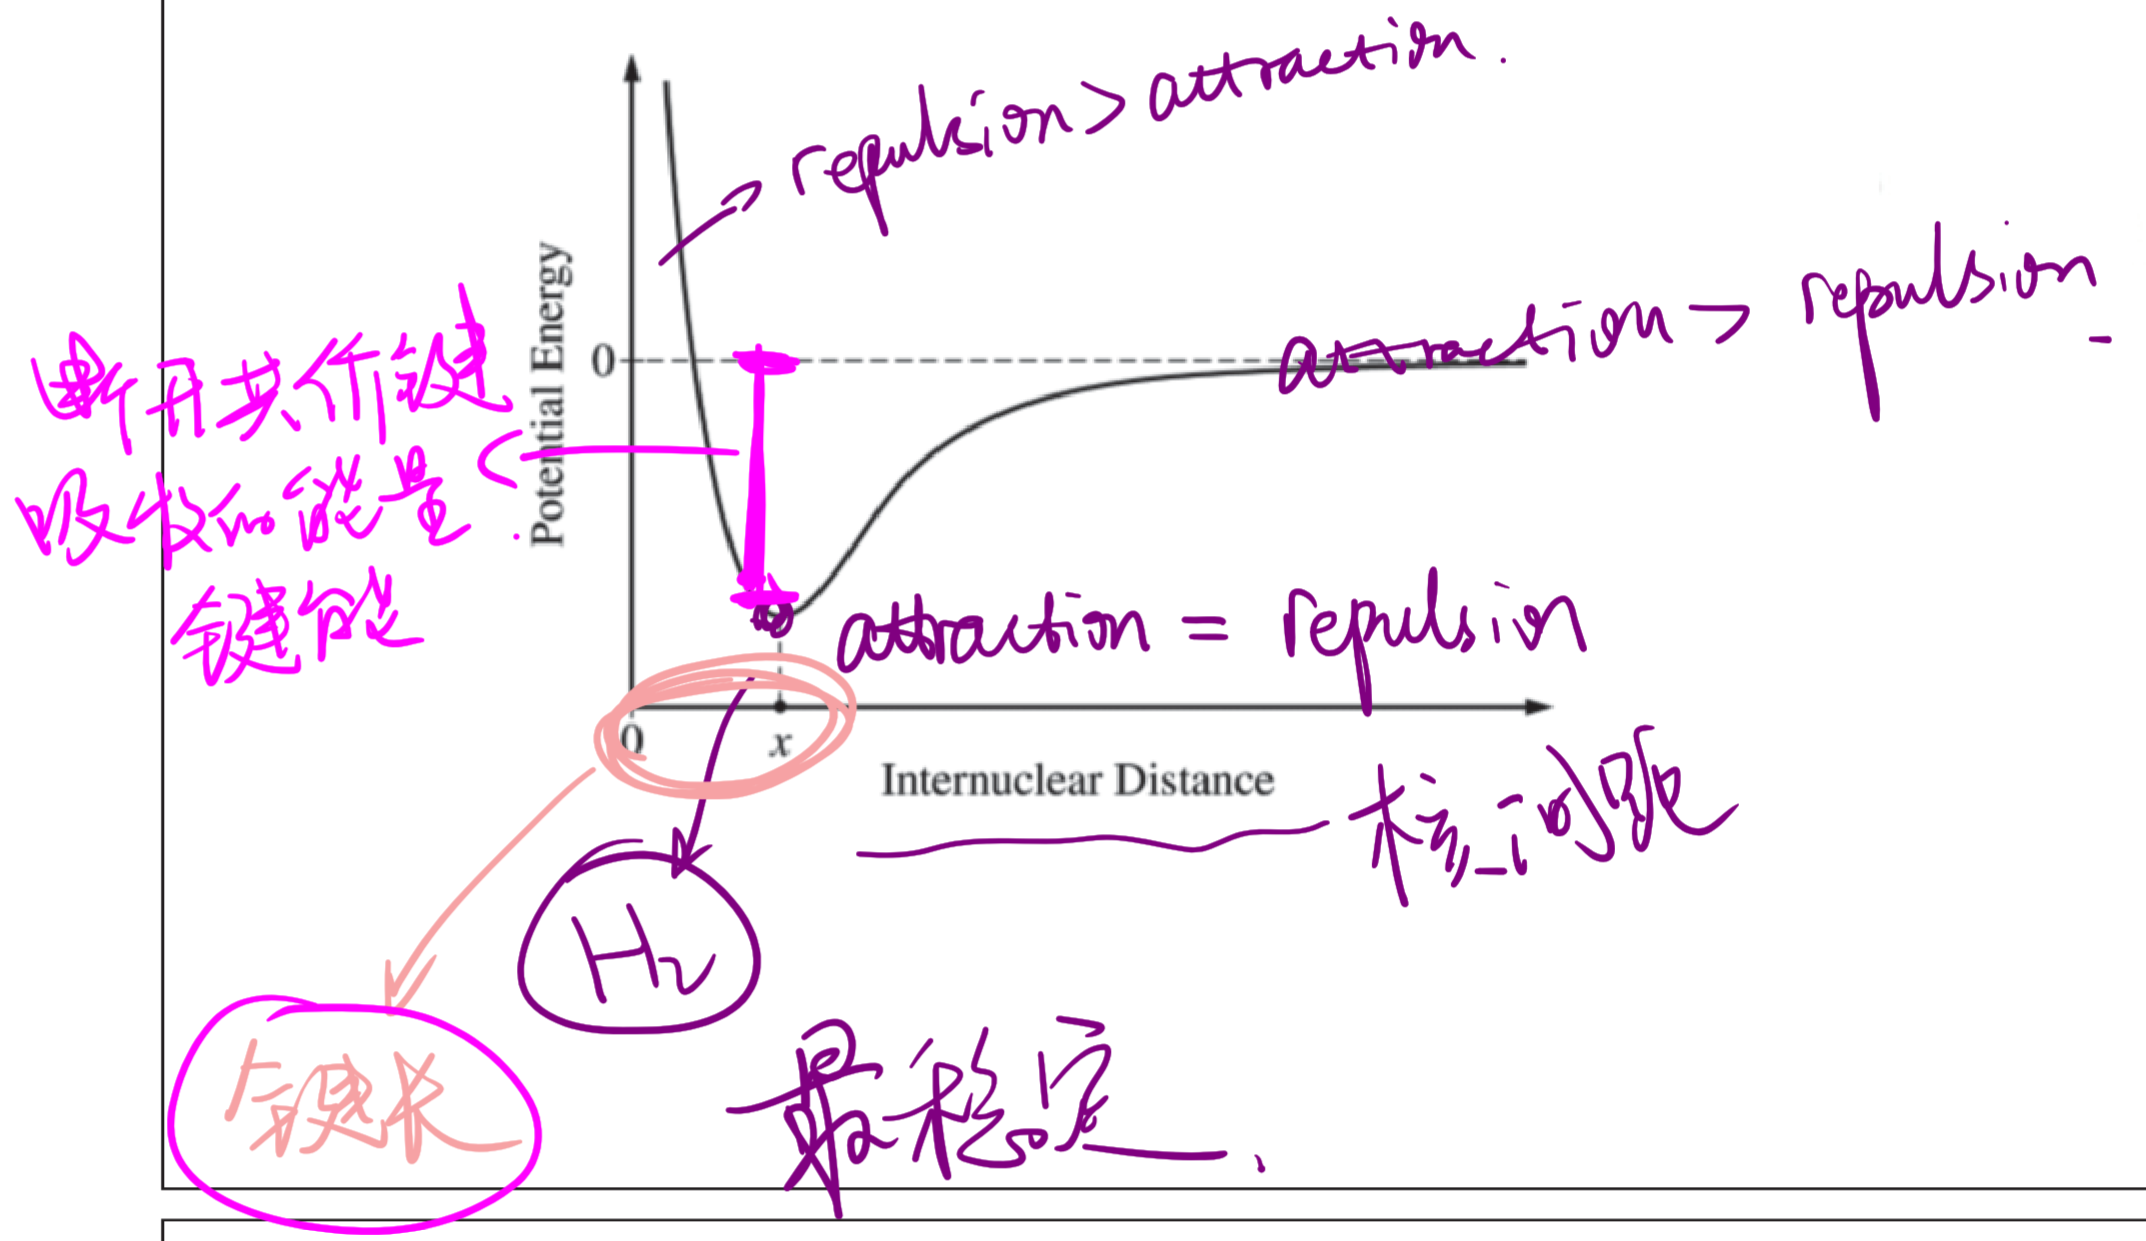 repulsion > attraction.
attraction > repulsion
断开共价键
吸收的能量.
键能
Potential Energy
0
attraction = repulsion
0
x
Internuclear Distance
核间距
H₂
键长
最稳定.